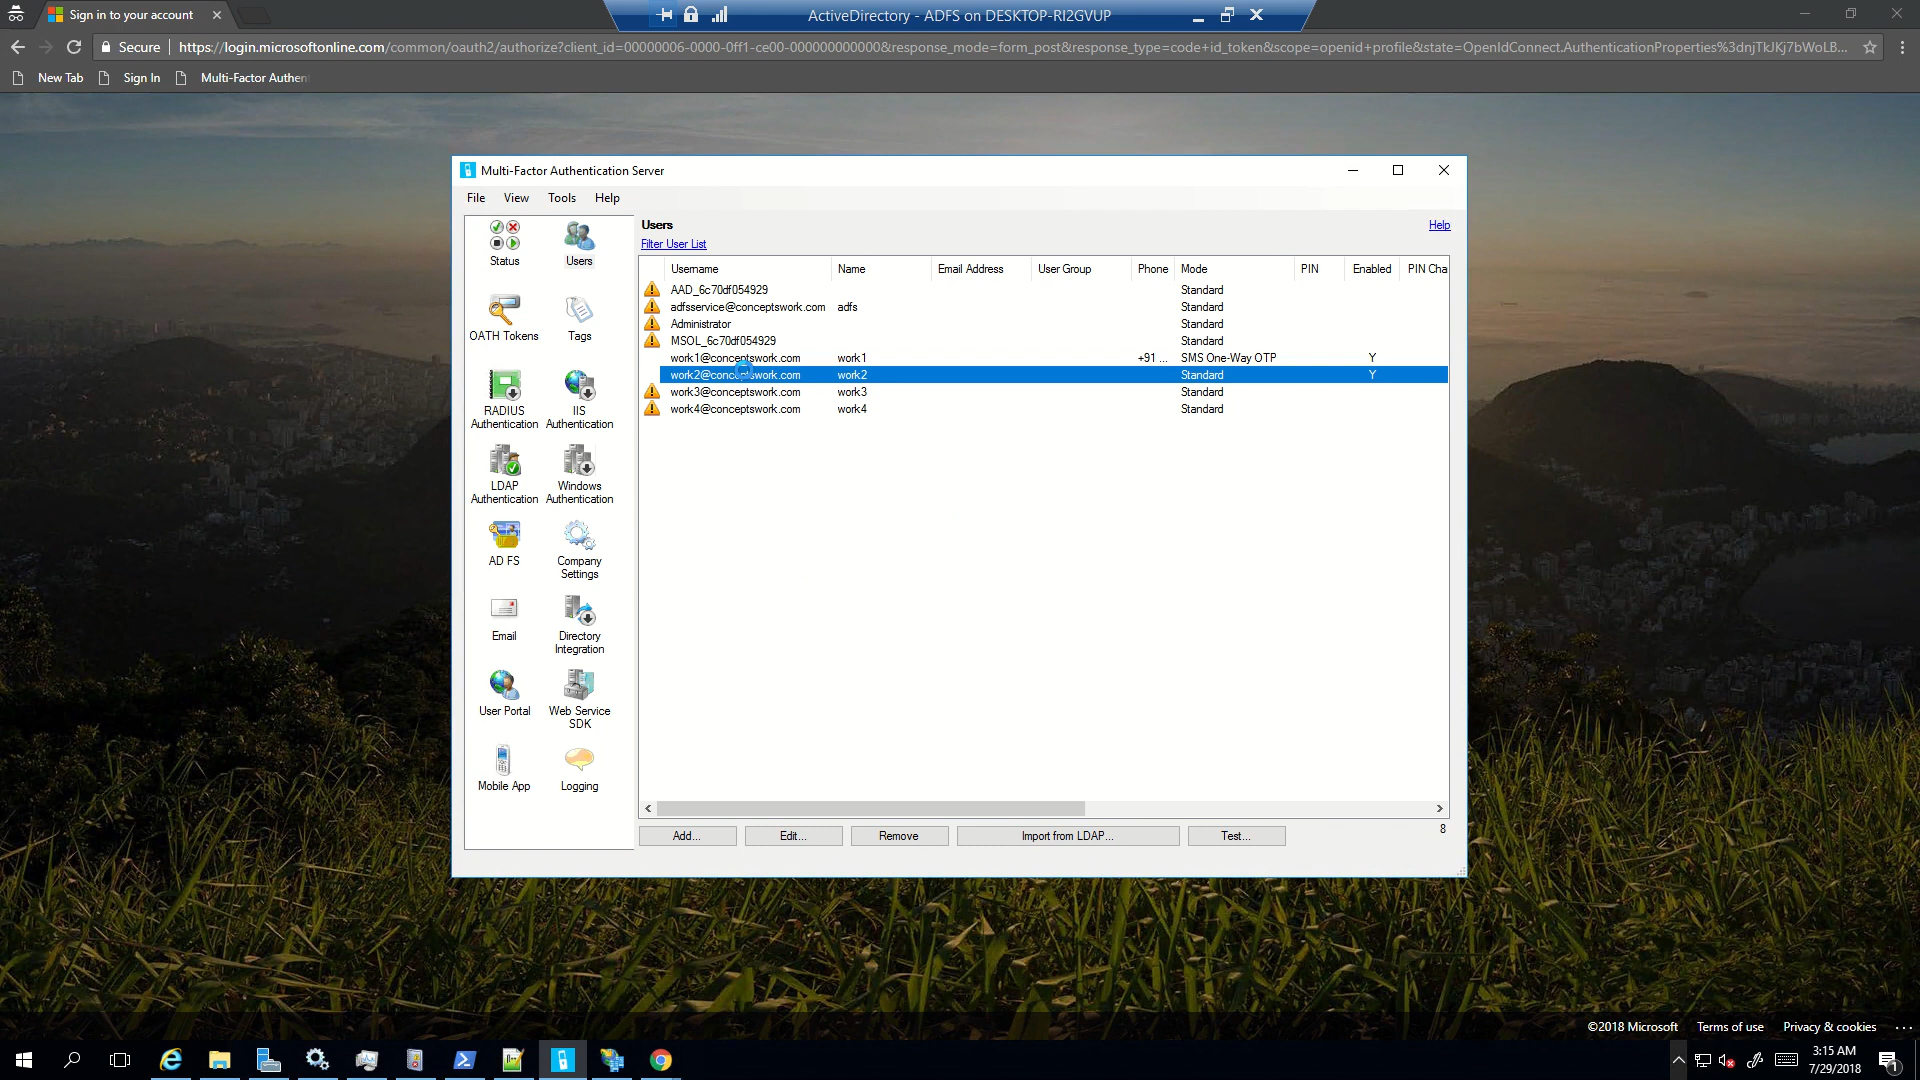 Sign in to your account
ActiveDirectory - ADFS on DESKTOP-RI2GVUP
Secure
https://login.microsoftonline.com/common/oauth2/authorize?client_id=00000006-0000-0ff1-ce00-000000000000&response_mode=form_post&response_type=code+id_token&scope=openid+profile&state=OpenIdConnect.AuthenticationProperties%3dnjTkJKj7bWoLB...
New Tab
Sign In
Multi-Factor Authen
Multi-Factor Authentication Server
File View Tools Help
Status
Users
OATH Tokens
Tags
RADIUS Authentication
IIS Authentication
LDAP Authentication
Windows Authentication
AD FS
Company Settings
Email
Directory Integration
User Portal
Web Service SDK
Mobile App
Logging
Users
Help
Filter User List
Username Name Email Address User Group Phone Mode PIN Enabled PIN Cha
AAD_6c70df054929 Standard
adfsservice@conceptswork.com adfs Standard
Administrator Standard
MSOL_6c70df054929 Standard
work1@conceptswork.com work1 +91 ... SMS One-Way OTP Y
work2@conceptswork.com work2 Standard Y
work3@conceptswork.com work3 Standard
work4@conceptswork.com work4 Standard
Add... Edit... Remove Import from LDAP... Test... 8
©2018 Microsoft Terms of use Privacy & cookies ...
3:15 AM
7/29/2018
1